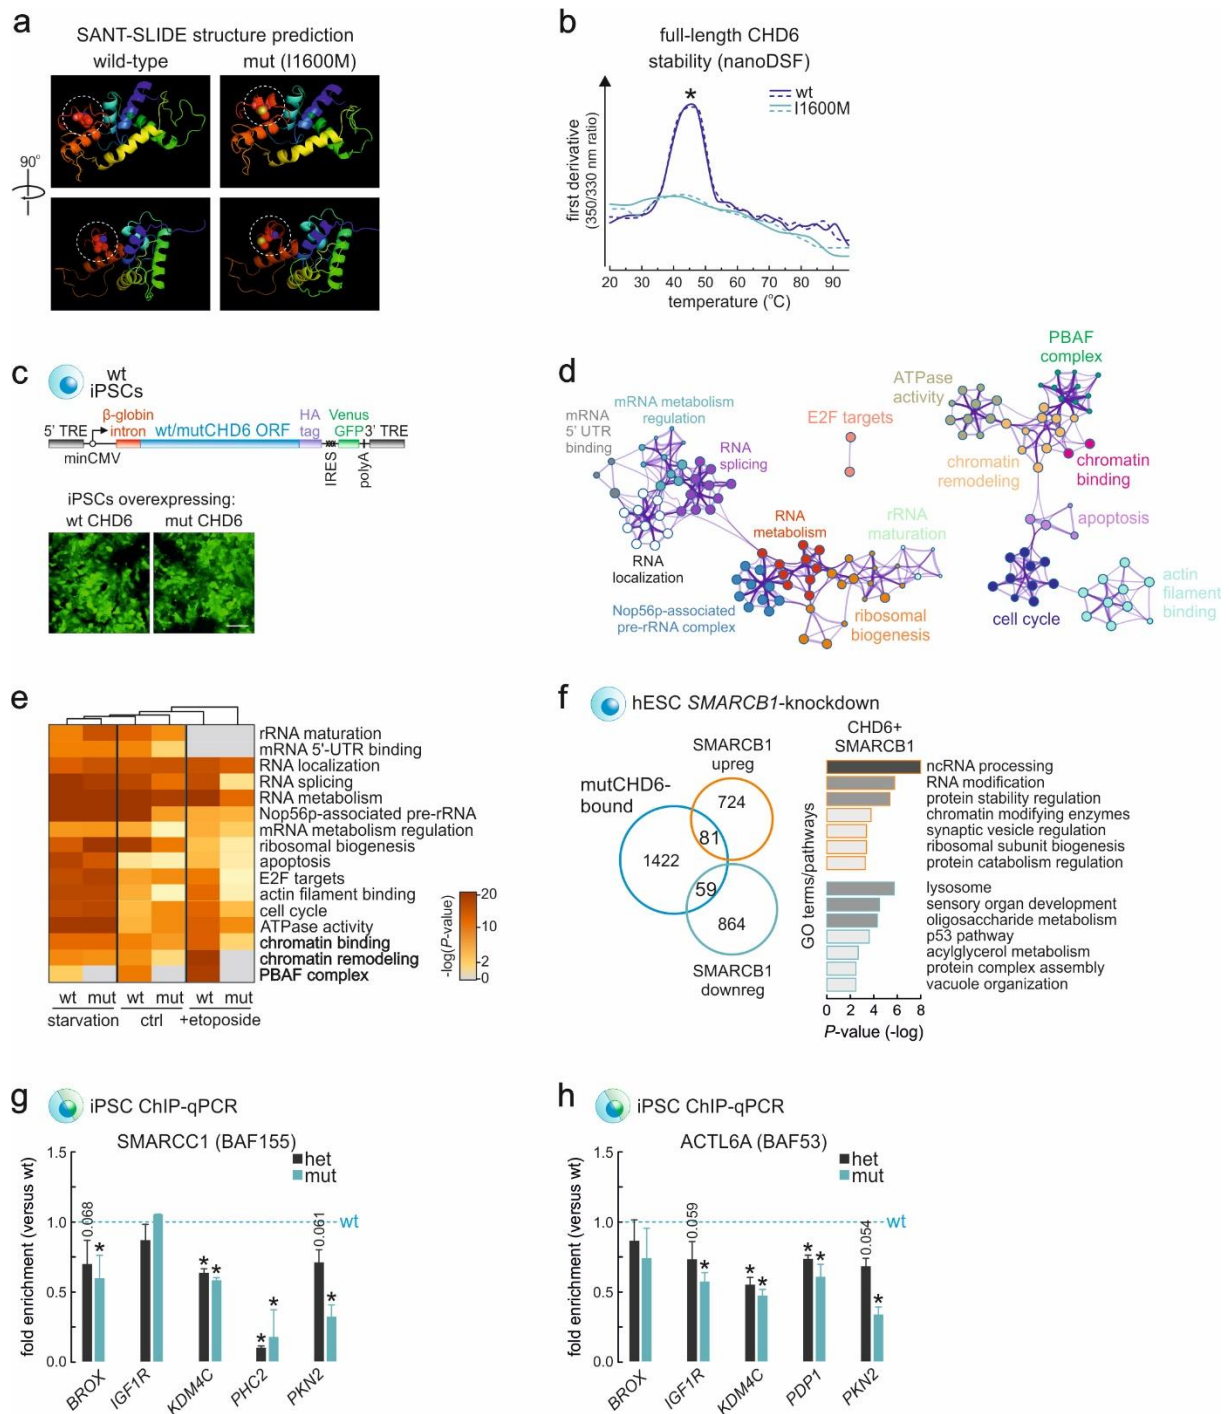 a
SANT-SLIDE structure prediction
wild-type
mut (I1600M)
90°
b
full-length CHD6
stability (nanoDSF)
*
wt
I1600M
first derivative
(350/330 nm ratio)
20 30 40 50 60 70 80 90
temperature (°C)
c
wt
iPSCs
5' TRE
β-globin
intron
wt/mutCHD6 ORF
HA
tag
Venus
GFP
3' TRE
minCMV
IRES
polyA
iPSCs overexpressing:
wt CHD6
mut CHD6
d
mRNA
5' UTR
binding
mRNA metabolism
regulation
RNA
splicing
E2F targets
ATPase
activity
PBAF
complex
chromatin
remodeling
chromatin
binding
RNA
localization
RNA
metabolism
rRNA
maturation
Nop56p-associated
pre-rRNA complex
ribosomal
biogenesis
apoptosis
cell cycle
actin
filament
binding
e
rRNA maturation
mRNA 5'-UTR binding
RNA localization
RNA splicing
RNA metabolism
Nop56p-associated pre-rRNA
mRNA metabolism regulation
ribosomal biogenesis
apoptosis
E2F targets
actin filament binding
cell cycle
ATPase activity
chromatin binding
chromatin remodeling
PBAF complex
wt mut wt mut wt mut
starvation ctrl +etoposide
-log(P-value)
20
10
2
0
f
hESC SMARCB1-knockdown
mutCHD6-
bound
SMARCB1
upreg
724
81
1422
59
864
SMARCB1
downreg
CHD6+
SMARCB1
GO terms/pathways
ncRNA processing
RNA modification
protein stability regulation
chromatin modifying enzymes
synaptic vesicle regulation
ribosomal subunit biogenesis
protein catabolism regulation
lysosome
sensory organ development
oligosaccharide metabolism
p53 pathway
acylglycerol metabolism
protein complex assembly
vacuole organization
0 2 4 6 8
P-value (-log)
g
iPSC ChIP-qPCR
SMARCC1 (BAF155)
fold enrichment (versus wt)
1.5
1.0
0.5
0.0
het
mut
wt
0.068
*
* *
*
*
0.061
*
BROX IGF1R KDM4C PHC2 PKN2
h
iPSC ChIP-qPCR
ACTL6A (BAF53)
fold enrichment (versus wt)
1.5
1.0
0.5
0.0
het
mut
wt
0.059
*
* *
* *
0.054
*
BROX IGF1R KDM4C PDP1 PKN2